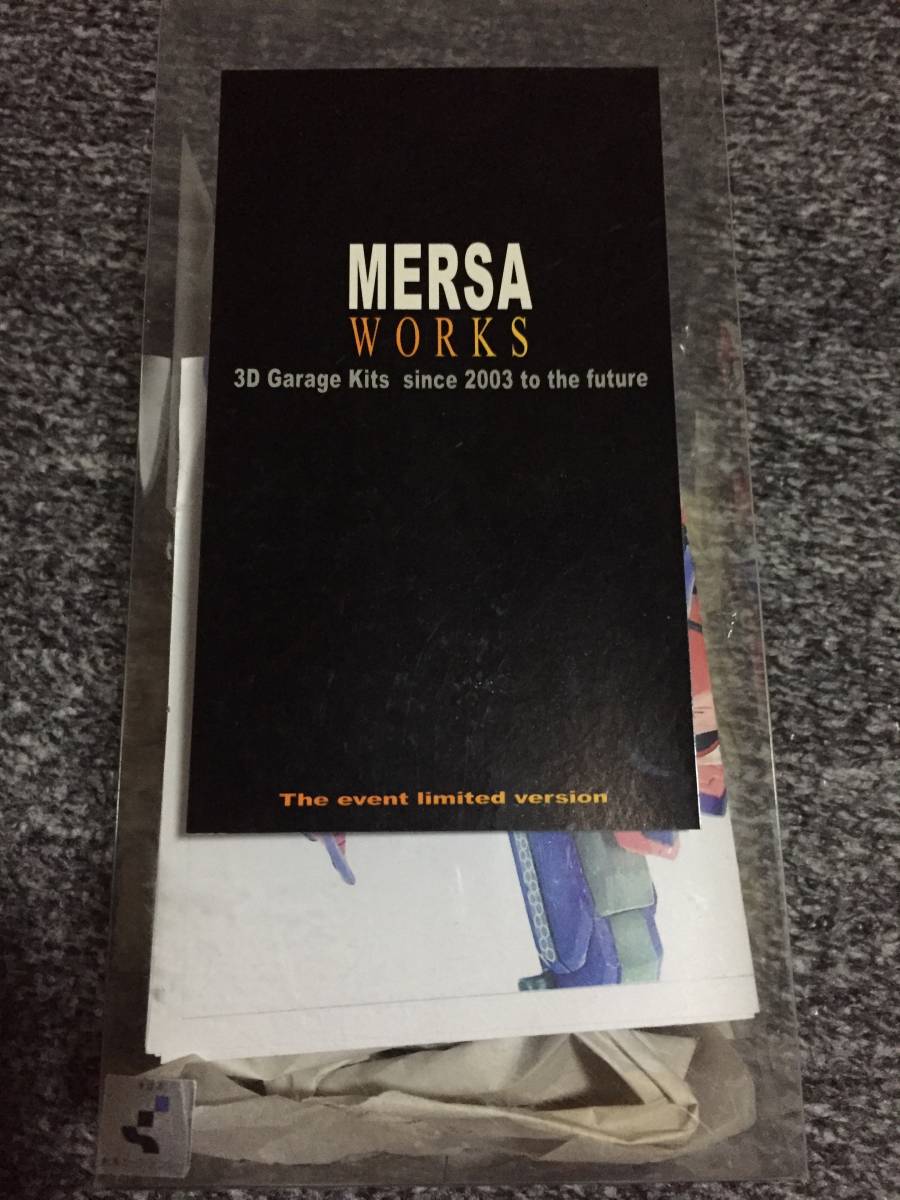 MERSA
WORKS
3D Garage Kits since 2003 to the future
The event limited version